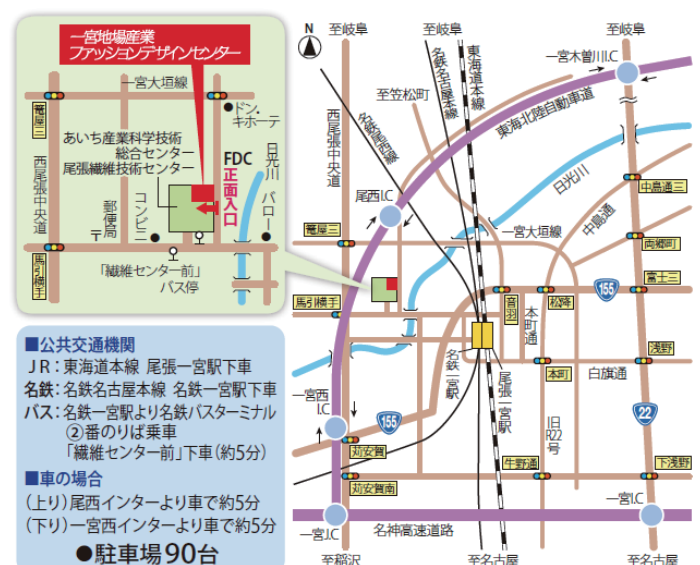 一宮地場産業
ファッションデザインセンター
一宮大垣線
篭屋三
ドン・
キホーテ
あいち産業科学技術
総合センター
尾張繊維技術センター
FDC
正面入口
日光川
西尾張中央道
郵便局
〒
コンビニ
バロー
馬引横手
「繊維センター前」
バス停
■公共交通機関
JR:東海道本線 尾張一宮駅下車
名鉄:名鉄名古屋本線 名鉄一宮駅下車
バス:名鉄一宮駅より名鉄バスターミナル
②番のりば乗車
「繊維センター前」下車(約5分)
■車の場合
(上り)尾西インターより車で約5分
(下り)一宮西インターより車で約5分
●駐車場90台
N
至岐阜
至岐阜
至岐阜
西尾張中央道
名鉄尾西線
名鉄名古屋本線
東海道本線
至笠松町
一宮木曽川I.C
東海北陸自動車道
日光川
尾西I.C
中島通三
中島通
篭屋三
一宮大垣線
両郷町
富士三
155
馬引横手
音羽
松降
本町通
名鉄一宮駅
尾張一宮駅
浅野
本町
白旗通
一宮西
I.C
155
22
旧R22号
苅安賀
苅安賀南
牛野通
下浅野
一宮J.C
名神高速道路
一宮I.C
至稲沢
至名古屋
至名古屋